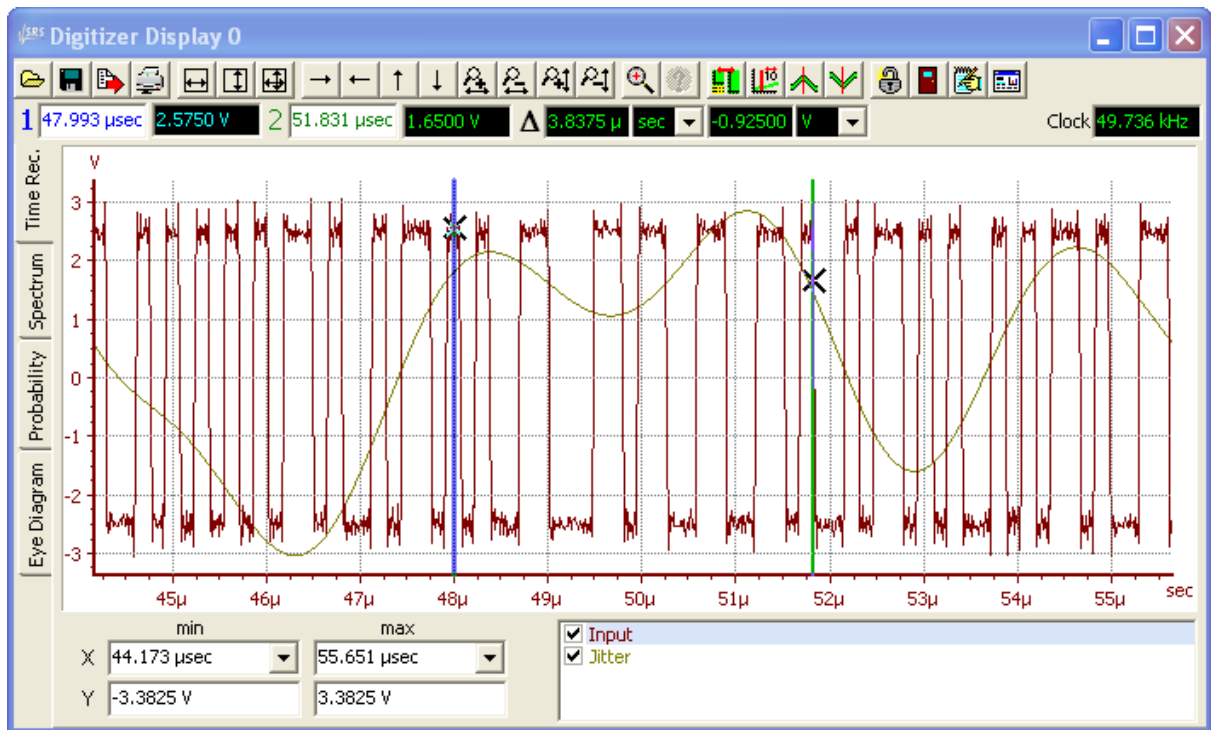 SRS Digitizer Display 0
10
1 47.993 µsec 2.5750 V 2 51.831 µsec 1.6500 V Δ 3.8375 µ sec -0.92500 V Clock 49.736 kHz
Time Rec.
Spectrum
Probability
Eye Diagram
V
3
2
1
0
-1
-2
-3
45µ 46µ 47µ 48µ 49µ 50µ 51µ 52µ 53µ 54µ 55µ sec
min max
X 44.173 µsec 55.651 µsec
Y -3.3825 V 3.3825 V
Input
Jitter